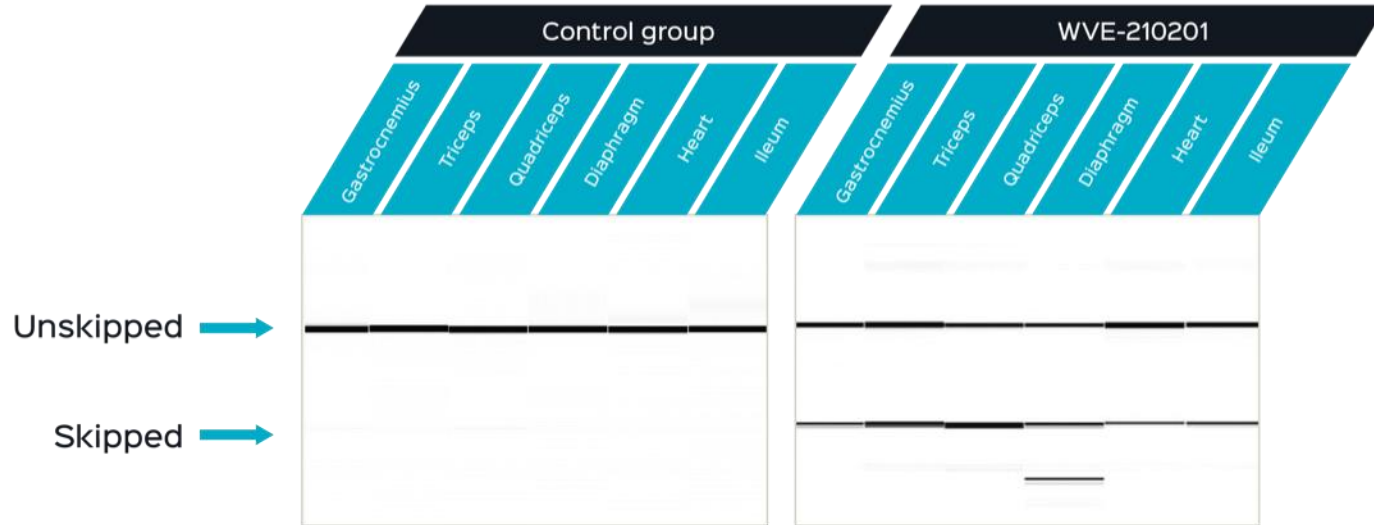 Control group
WVE-210201
Gastrocnemius
Triceps
Quadriceps
Diaphragm
Heart
Ileum
Gastrocnemius
Triceps
Quadriceps
Diaphragm
Heart
Ileum
Unskipped
Skipped